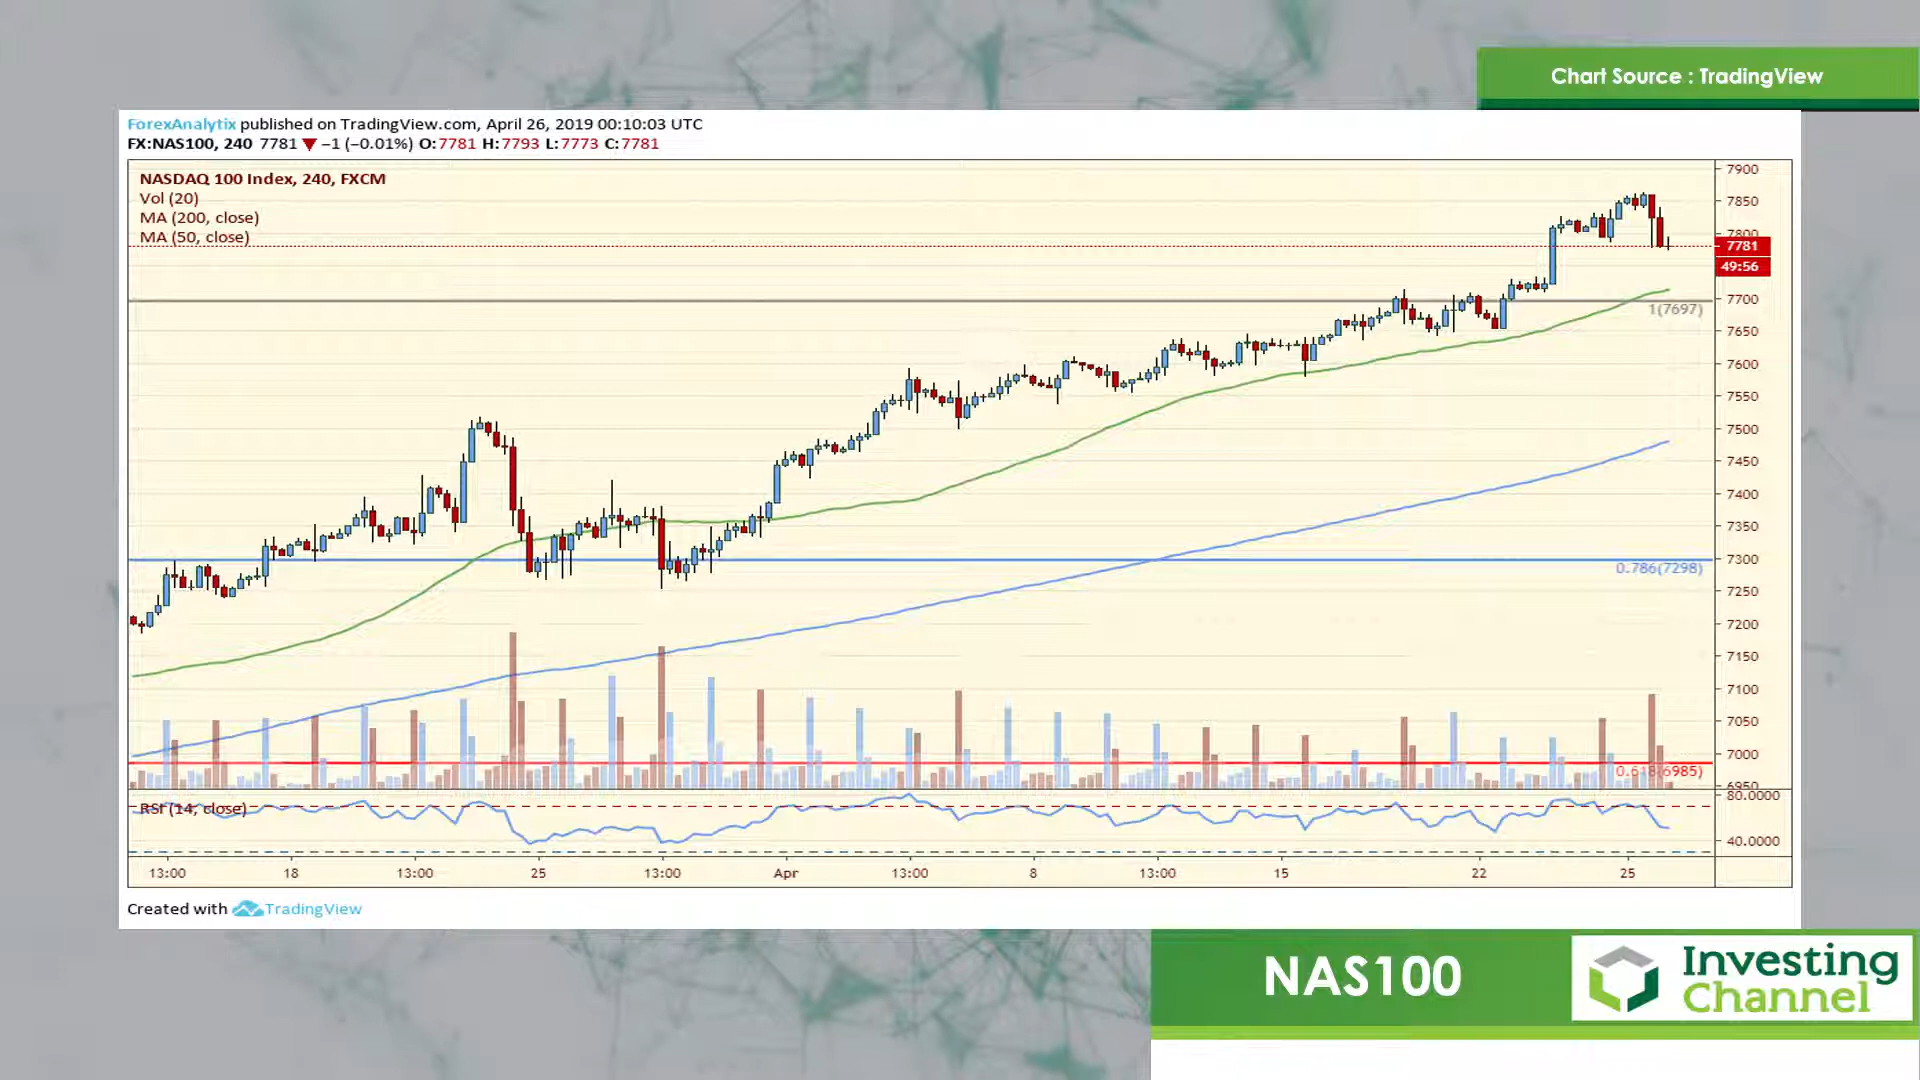 Chart Source : TradingView
ForexAnalytix published on TradingView.com, April 26, 2019 00:10:03 UTC
FX:NAS100, 240 7781 ▼ −1 (−0.01%) O:7781 H:7793 L:7773 C:7781
NASDAQ 100 Index, 240, FXCM
Vol (20)
MA (200, close)
MA (50, close)
7900
7850
7800
7781
49:56
7700
1(7697)
7650
7600
7550
7500
7450
7400
7350
7300
0.786(7298)
7250
7200
7150
7100
7050
7000
0.618(6985)
6950
RSI (14, close)
80.0000
40.0000
13:00 18 13:00 25 13:00 Apr 13:00 8 13:00 15 22 25
Created with TradingView
NAS100
Investing
Channel